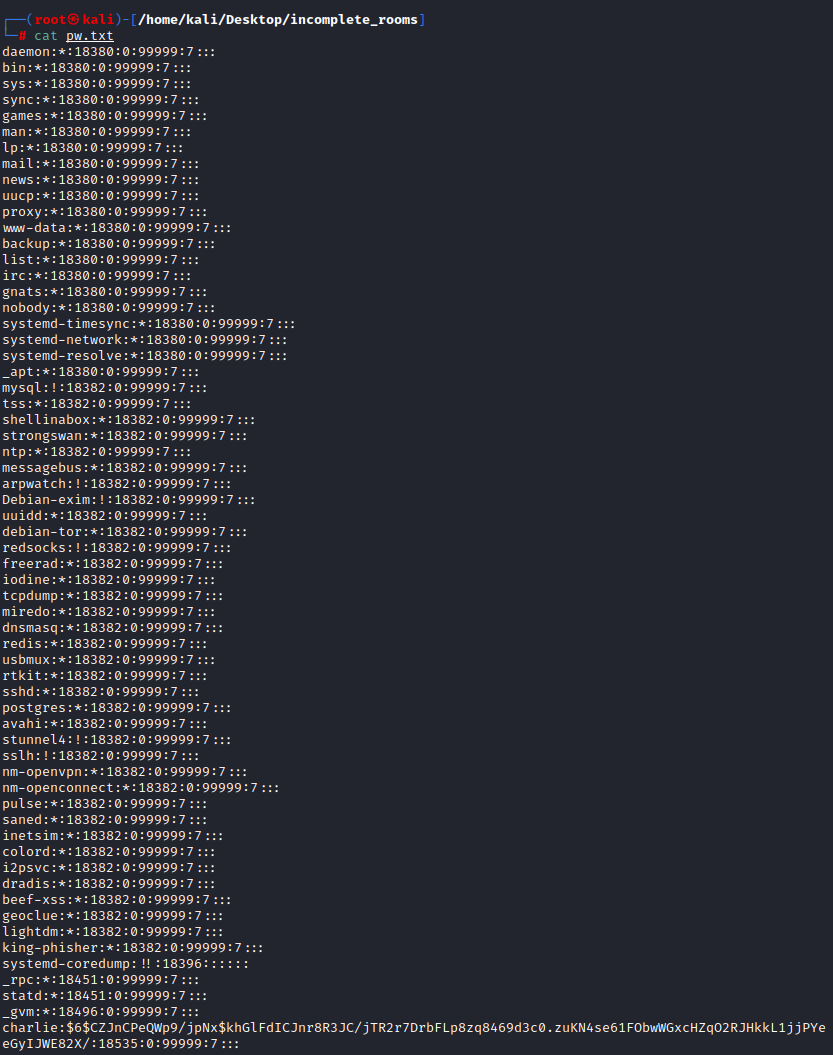 ┌──(root㉿kali)-[/home/kali/Desktop/incomplete_rooms]
└─# cat pw.txt
daemon:*:18380:0:99999:7:::
bin:*:18380:0:99999:7:::
sys:*:18380:0:99999:7:::
sync:*:18380:0:99999:7:::
games:*:18380:0:99999:7:::
man:*:18380:0:99999:7:::
lp:*:18380:0:99999:7:::
mail:*:18380:0:99999:7:::
news:*:18380:0:99999:7:::
uucp:*:18380:0:99999:7:::
proxy:*:18380:0:99999:7:::
www-data:*:18380:0:99999:7:::
backup:*:18380:0:99999:7:::
list:*:18380:0:99999:7:::
irc:*:18380:0:99999:7:::
gnats:*:18380:0:99999:7:::
nobody:*:18380:0:99999:7:::
systemd-timesync:*:18380:0:99999:7:::
systemd-network:*:18380:0:99999:7:::
systemd-resolve:*:18380:0:99999:7:::
_apt:*:18380:0:99999:7:::
mysql:!:18382:0:99999:7:::
tss:*:18382:0:99999:7:::
shellinabox:*:18382:0:99999:7:::
strongswan:*:18382:0:99999:7:::
ntp:*:18382:0:99999:7:::
messagebus:*:18382:0:99999:7:::
arpwatch:!:18382:0:99999:7:::
Debian-exim:!:18382:0:99999:7:::
uuidd:*:18382:0:99999:7:::
debian-tor:*:18382:0:99999:7:::
redsocks:!:18382:0:99999:7:::
freerad:*:18382:0:99999:7:::
iodine:*:18382:0:99999:7:::
tcpdump:*:18382:0:99999:7:::
miredo:*:18382:0:99999:7:::
dnsmasq:*:18382:0:99999:7:::
redis:*:18382:0:99999:7:::
usbmux:*:18382:0:99999:7:::
rtkit:*:18382:0:99999:7:::
sshd:*:18382:0:99999:7:::
postgres:*:18382:0:99999:7:::
avahi:*:18382:0:99999:7:::
stunnel4:!:18382:0:99999:7:::
sslh:!:18382:0:99999:7:::
nm-openvpn:*:18382:0:99999:7:::
nm-openconnect:*:18382:0:99999:7:::
pulse:*:18382:0:99999:7:::
saned:*:18382:0:99999:7:::
inetsim:*:18382:0:99999:7:::
colord:*:18382:0:99999:7:::
i2psvc:*:18382:0:99999:7:::
dradis:*:18382:0:99999:7:::
beef-xss:*:18382:0:99999:7:::
geoclue:*:18382:0:99999:7:::
lightdm:*:18382:0:99999:7:::
king-phisher:*:18382:0:99999:7:::
systemd-coredump:!!:18396::::::
_rpc:*:18451:0:99999:7:::
statd:*:18451:0:99999:7:::
_gvm:*:18496:0:99999:7:::
charlie:$6$CZJnCPeQWp9/jpNx$khGlFdICJnr8R3JC/jTR2r7DrbFLp8zq8469d3c0.zuKN4se61FObwWGxcHZqO2RJHkkL1jjPYe
eGyIJWE82X/:18535:0:99999:7:::